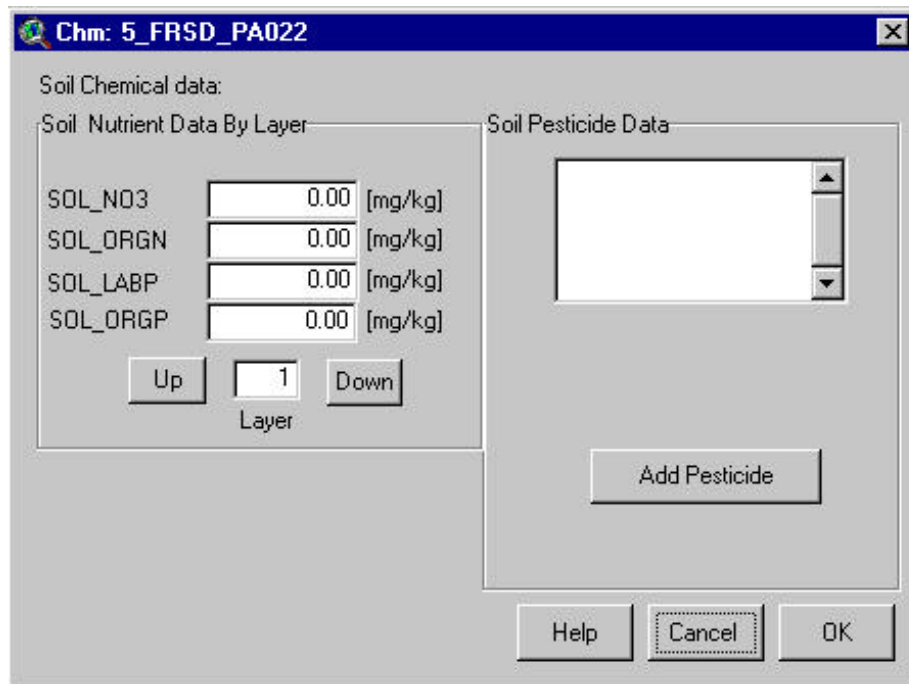 Chm: 5_FRSD_PA022
Soil Chemical data:
Soil Nutrient Data By Layer
SOL_NO3 0.00 [mg/kg]
SOL_ORGN 0.00 [mg/kg]
SOL_LABP 0.00 [mg/kg]
SOL_ORGP 0.00 [mg/kg]
Up 1 Down
Layer
Soil Pesticide Data
Add Pesticide
Help Cancel OK